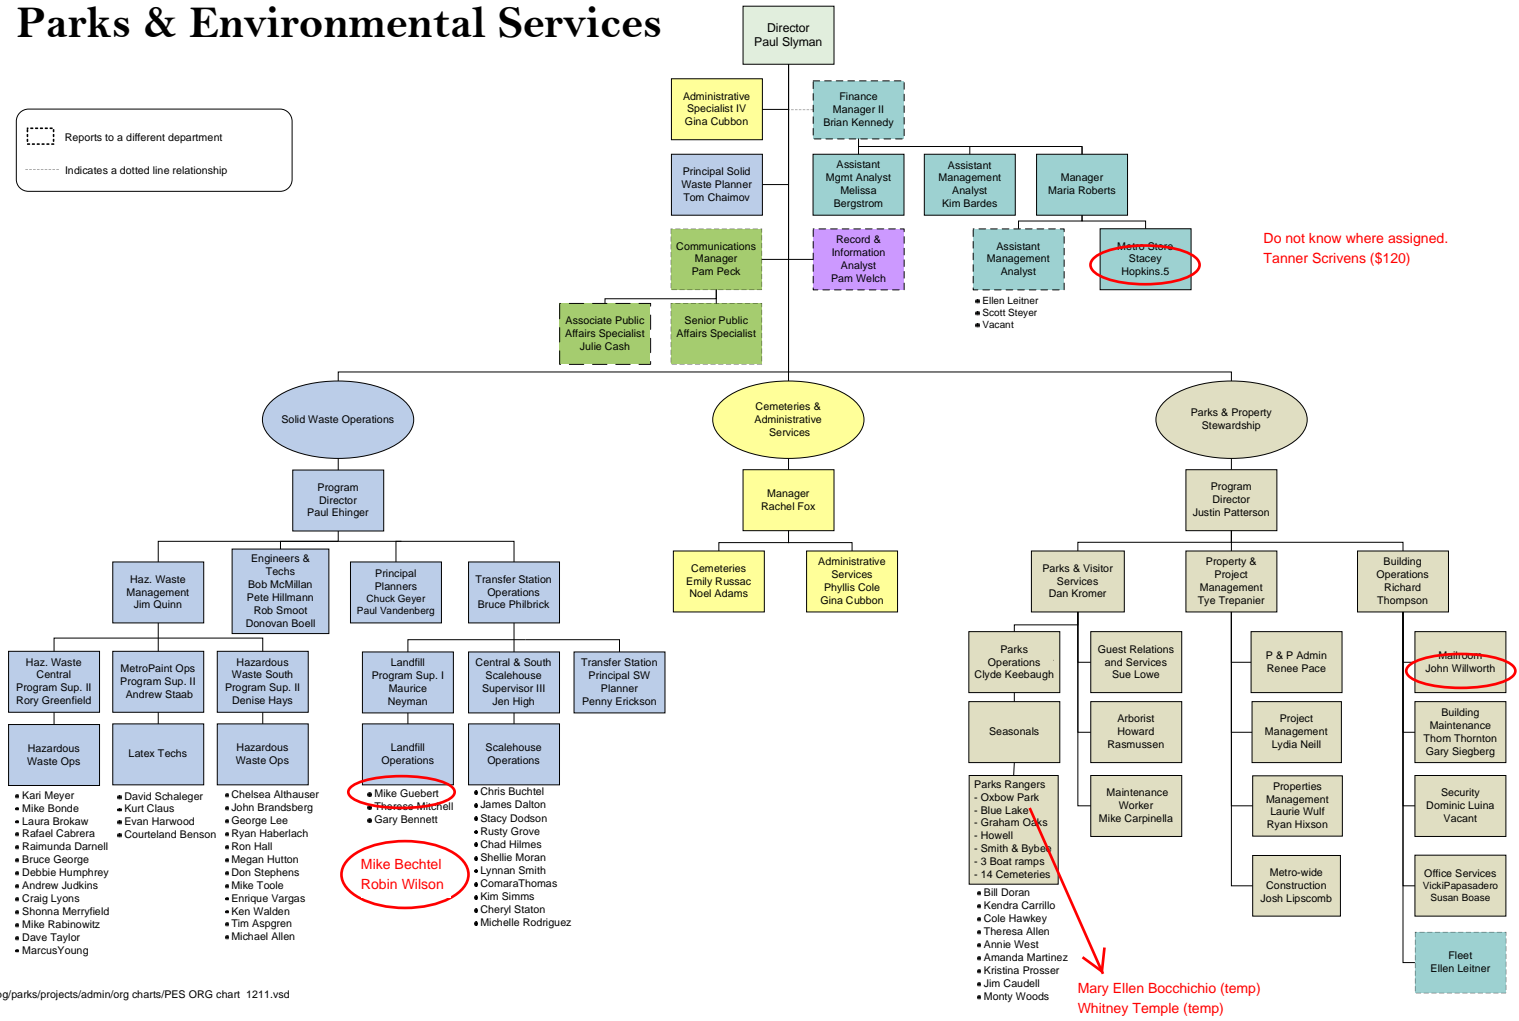 Parks & Environmental Services
Director
Paul Slyman
Reports to a different department
Indicates a dotted line relationship
Administrative
Specialist IV
Gina Cubbon
Finance
Manager II
Brian Kennedy
Principal Solid
Waste Planner
Tom Chaimov
Assistant
Mgmt Analyst
Melissa
Bergstrom
Assistant
Management
Analyst
Kim Bardes
Manager
Maria Roberts
Communications
Manager
Pam Peck
Record &
Information
Analyst
Pam Welch
Assistant
Management
Analyst
• Ellen Leitner
• Scott Steyer
• Vacant
Metro Store
Stacey
Hopkins.5
Do not know where assigned.
Tanner Scrivens ($120)
Associate Public
Affairs Specialist
Julie Cash
Senior Public
Affairs Specialist
Solid Waste Operations
Cemeteries &
Administrative
Services
Parks & Property
Stewardship
Program
Director
Paul Ehinger
Manager
Rachel Fox
Program
Director
Justin Patterson
Haz. Waste
Management
Jim Quinn
Engineers &
Techs
Bob McMillan
Pete Hillmann
Rob Smoot
Donovan Boell
Principal
Planners
Chuck Geyer
Paul Vandenberg
Transfer Station
Operations
Bruce Philbrick
Cemeteries
Emily Russac
Noel Adams
Administrative
Services
Phyllis Cole
Gina Cubbon
Parks & Visitor
Services
Dan Kromer
Property &
Project
Management
Tye Trepanier
Building
Operations
Richard
Thompson
Haz. Waste
Central
Program Sup. II
Rory Greenfield
MetroPaint Ops
Program Sup. II
Andrew Staab
Hazardous
Waste South
Program Sup. II
Denise Hays
Landfill
Program Sup. I
Maurice
Neyman
Central & South
Scalehouse
Supervisor III
Jen High
Transfer Station
Principal SW
Planner
Penny Erickson
Parks
Operations
Clyde Keebaugh
Guest Relations
and Services
Sue Lowe
P & P Admin
Renee Pace
Mailroom
John Willworth
Hazardous
Waste Ops
Latex Techs
Hazardous
Waste Ops
Landfill
Operations
Scalehouse
Operations
Seasonals
Arborist
Howard
Rasmussen
Project
Management
Lydia Neill
Building
Maintenance
Thom Thornton
Gary Siegberg
• Kari Meyer
• Mike Bonde
• Laura Brokaw
• Rafael Cabrera
• Raimunda Darnell
• Bruce George
• Debbie Humphrey
• Andrew Judkins
• Craig Lyons
• Shonna Merryfield
• Mike Rabinowitz
• Dave Taylor
• MarcusYoung
• David Schaleger
• Kurt Claus
• Evan Harwood
• Courteland Benson
• Chelsea Althauser
• John Brandsberg
• George Lee
• Ryan Haberlach
• Ron Hall
• Megan Hutton
• Don Stephens
• Mike Toole
• Enrique Vargas
• Ken Walden
• Tim Aspgren
• Michael Allen
• Mike Guebert
• Therese Mitchell
• Gary Bennett
Mike Bechtel
Robin Wilson
• Chris Buchtel
• James Dalton
• Stacy Dodson
• Rusty Grove
• Chad Hilmes
• Shellie Moran
• Lynnan Smith
• ComaraThomas
• Kim Simms
• Cheryl Staton
• Michelle Rodriguez
Parks Rangers
- Oxbow Park
- Blue Lake
- Graham Oaks
- Howell
- Smith & Bybee
- 3 Boat ramps
- 14 Cemeteries
• Bill Doran
• Kendra Carrillo
• Cole Hawkey
• Theresa Allen
• Annie West
• Amanda Martinez
• Kristina Prosser
• Jim Caudell
• Monty Woods
Maintenance
Worker
Mike Carpinella
Properties
Management
Laurie Wulf
Ryan Hixson
Security
Dominic Luina
Vacant
Metro-wide
Construction
Josh Lipscomb
Office Services
VickiPapasadero
Susan Boase
Fleet
Ellen Leitner
Mary Ellen Bocchichio (temp)
Whitney Temple (temp)
g/parks/projects/admin/org charts/PES ORG chart 1211.vsd